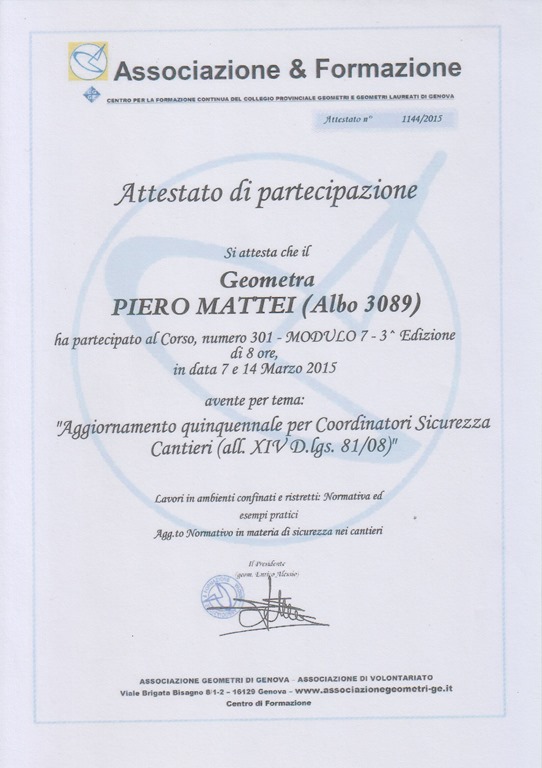 Associazione & Formazione
CENTRO PER LA FORMAZIONE CONTINUA DEL COLLEGIO PROVINCIALE GEOMETRI E GEOMETRI LAUREATI DI GENOVA
Attestato n° 1144/2015
Attestato di partecipazione
Si attesta che il
Geometra
PIERO MATTEI (Albo 3089)
ha partecipato al Corso, numero 301 - MODULO 7 - 3^ Edizione
di 8 ore,
in data 7 e 14 Marzo 2015
avente per tema:
"Aggiornamento quinquennale per Coordinatori Sicurezza
Cantieri (all. XIV D.lgs. 81/08)"
Lavori in ambienti confinati e ristretti: Normativa ed
esempi pratici
Agg.to Normativo in materia di sicurezza nei cantieri
Il Presidente
(geom. Enrico Alessio)
ASSOCIAZIONE GEOMETRI DI GENOVA – ASSOCIAZIONE DI VOLONTARIATO
Viale Brigata Bisagno 8/1-2 – 16129 Genova – www.associazionegeometri-ge.it
Centro di Formazione